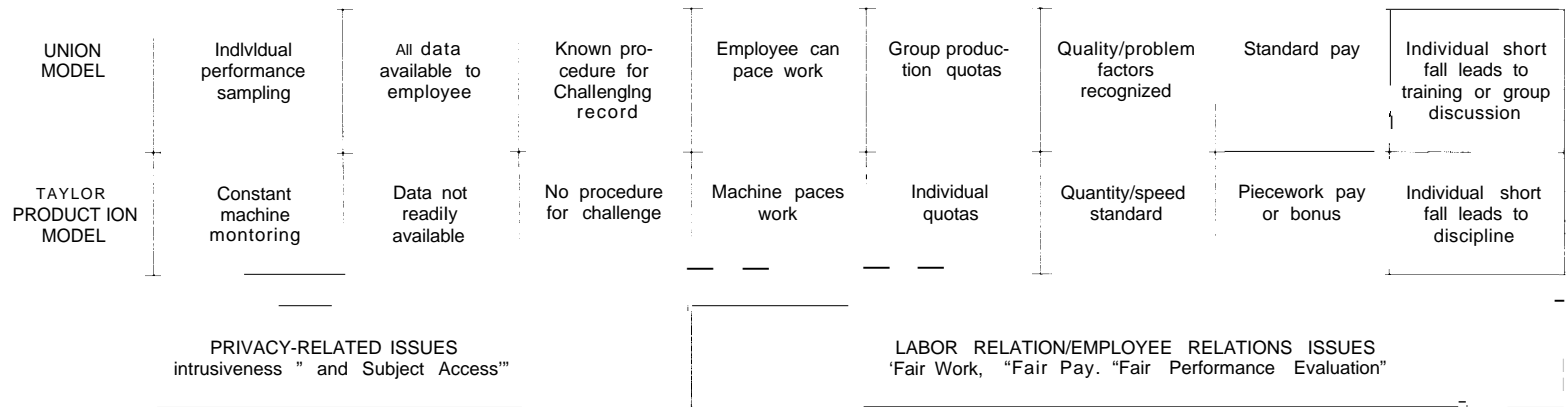 UNION
MODEL
Indlvldual
performance
sampling
All data
available to
employee
Known pro-
cedure for
Challenglng
record
Employee can
pace work
Group produc-
tion quotas
Quality/problem
factors
recognized
Standard pay
Individual short
fall leads to
training or group
discussion
TAYLOR
PRODUCT ION
MODEL
Constant
machine
montoring
Data not
readily
available
No procedure
for challenge
Machine paces
work
Individual
quotas
Quantity/speed
standard
Piecework pay
or bonus
Individual short
fall leads to
discipline
PRIVACY-RELATED ISSUES
intrusiveness " and Subject Access'"
LABOR RELATION/EMPLOYEE RELATIONS ISSUES
'Fair Work, "Fair Pay. "Fair Performance Evaluation"